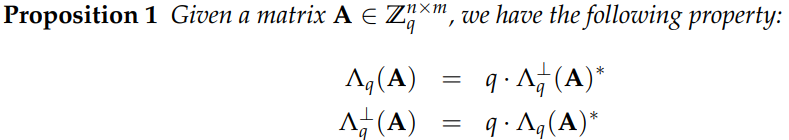 Proposition 1 Given a matrix A ∈ ℤ_q^{n×m}, we have the following property:
Λ_q(A) = q · Λ_q^⊥(A)*
Λ_q^⊥(A) = q · Λ_q(A)*